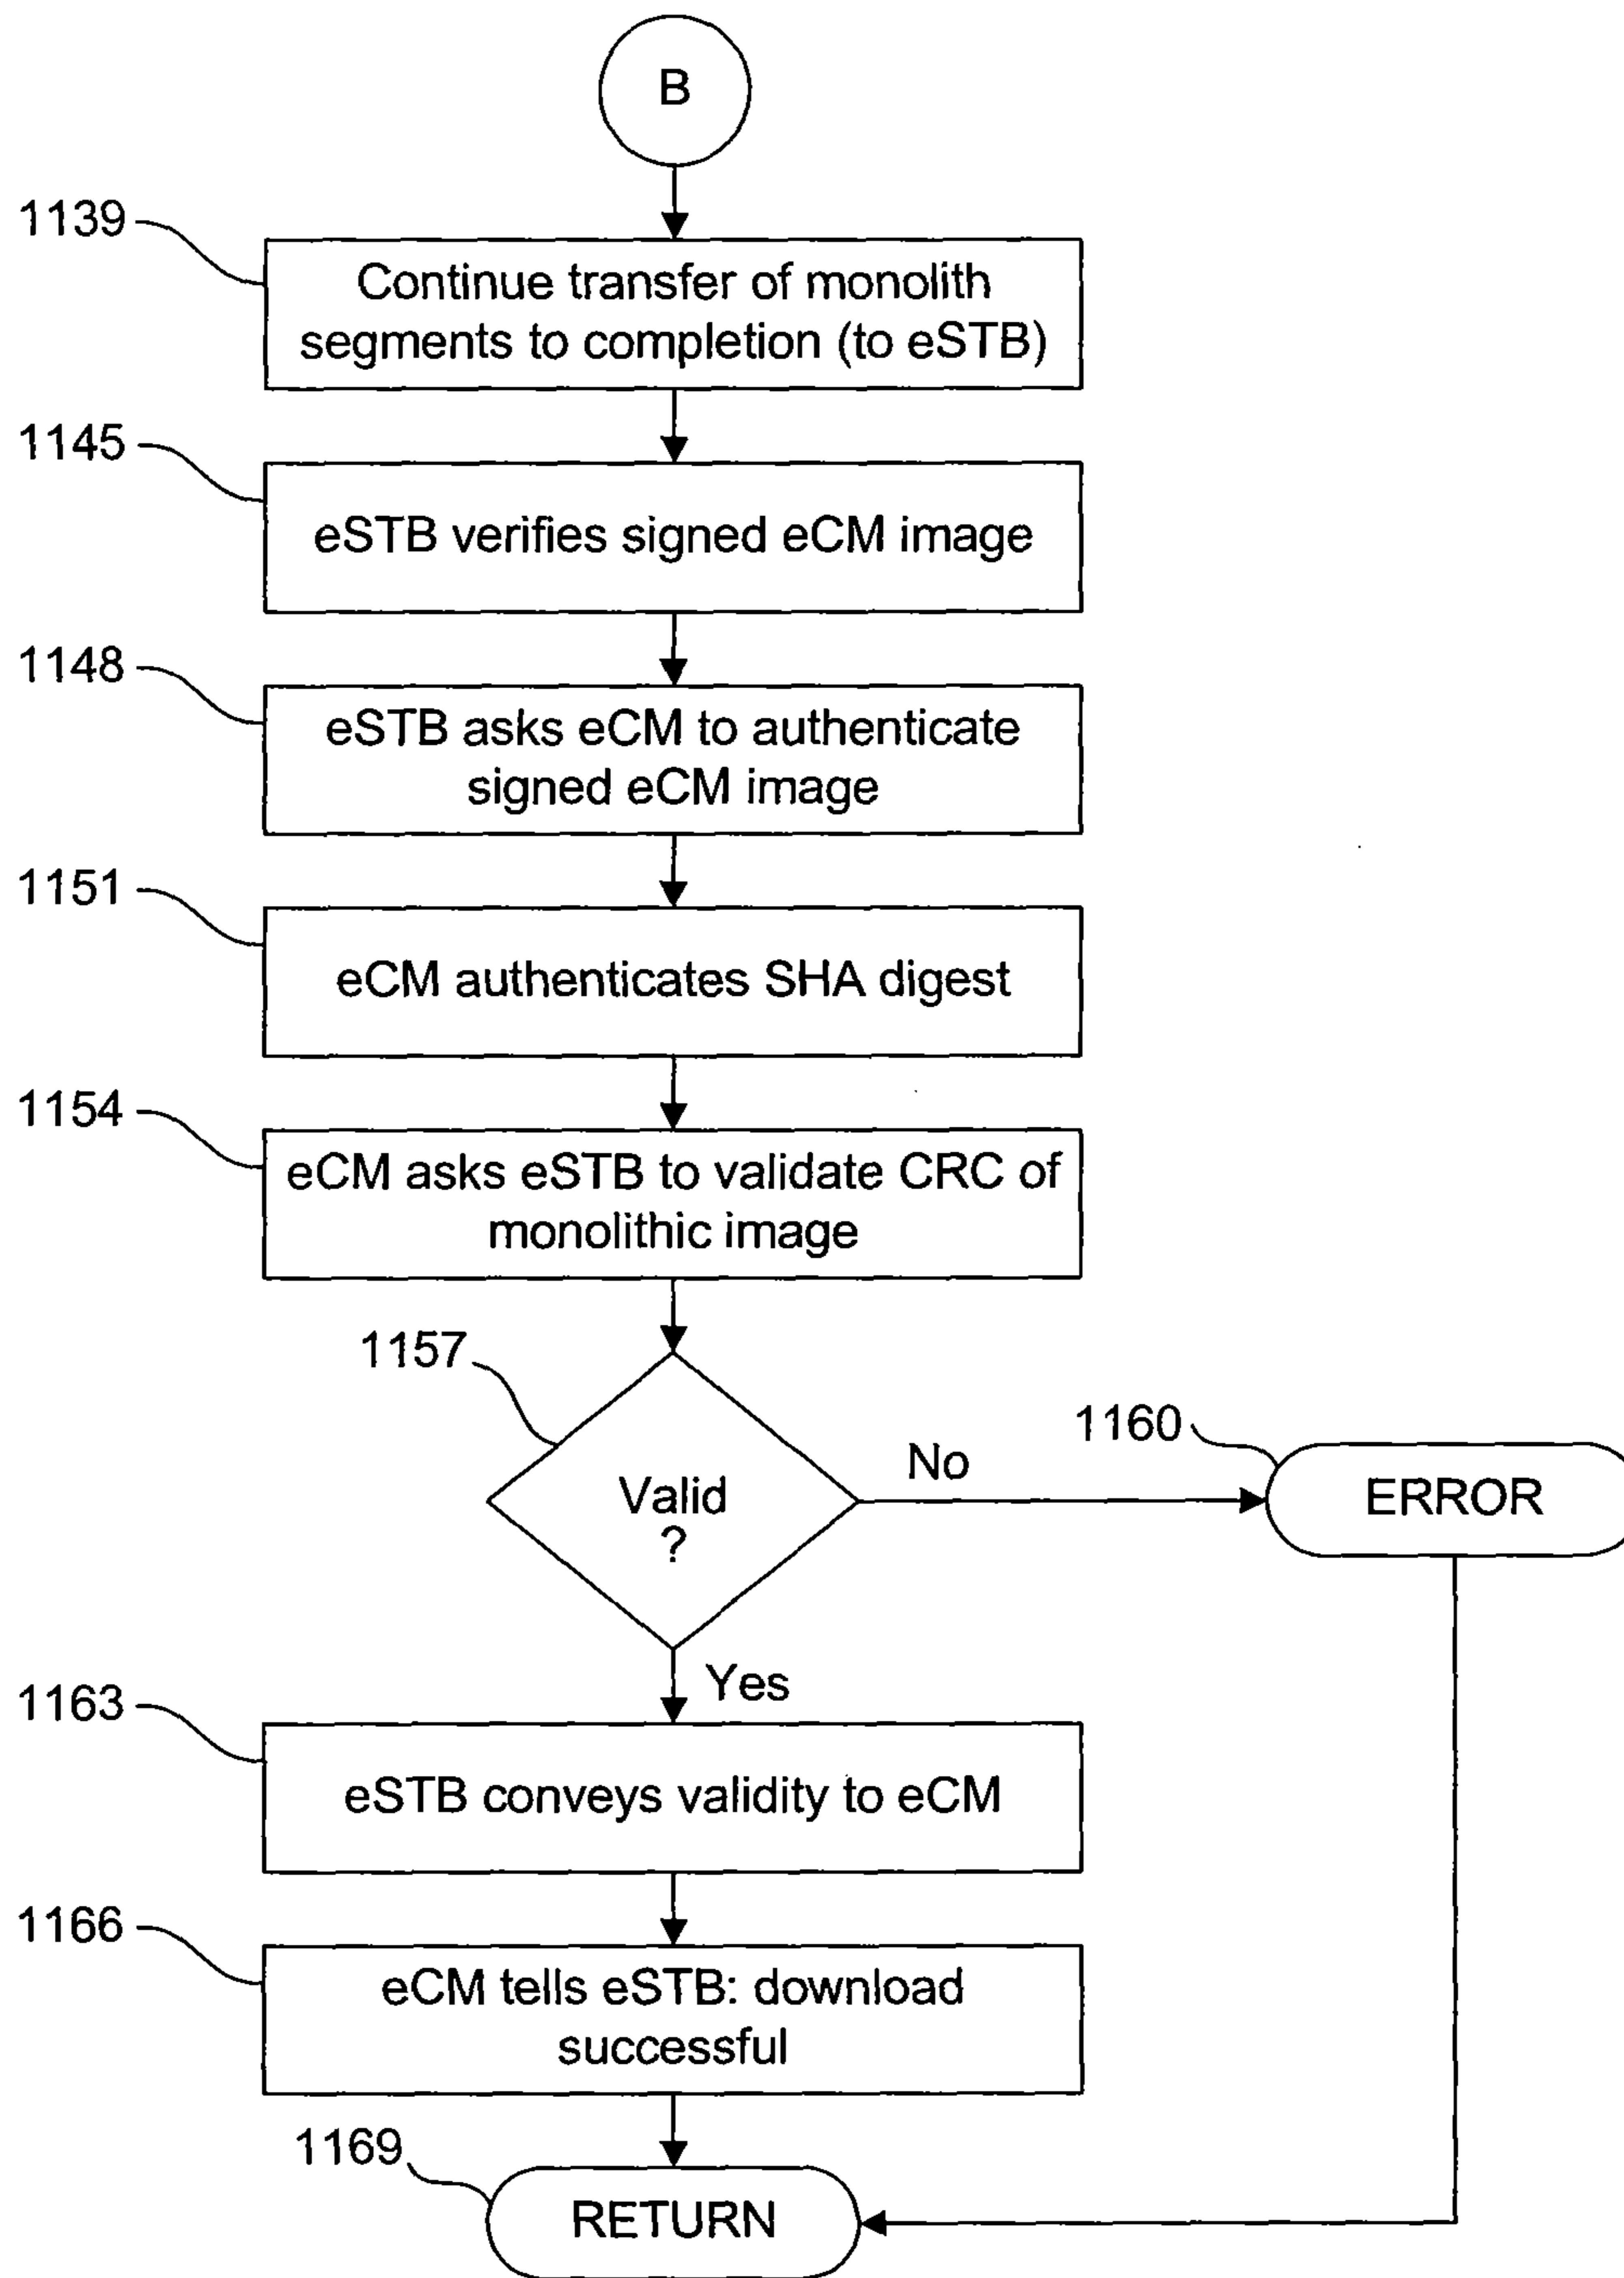 B
1139
Continue transfer of monolith
segments to completion (to eSTB)
1145
eSTB verifies signed eCM image
1148
eSTB asks eCM to authenticate
signed eCM image
1151
eCM authenticates SHA digest
1154
eCM asks eSTB to validate CRC of
monolithic image
1157
Valid
?
No
1160
ERROR
Yes
1163
eSTB conveys validity to eCM
1166
eCM tells eSTB: download
successful
1169
RETURN